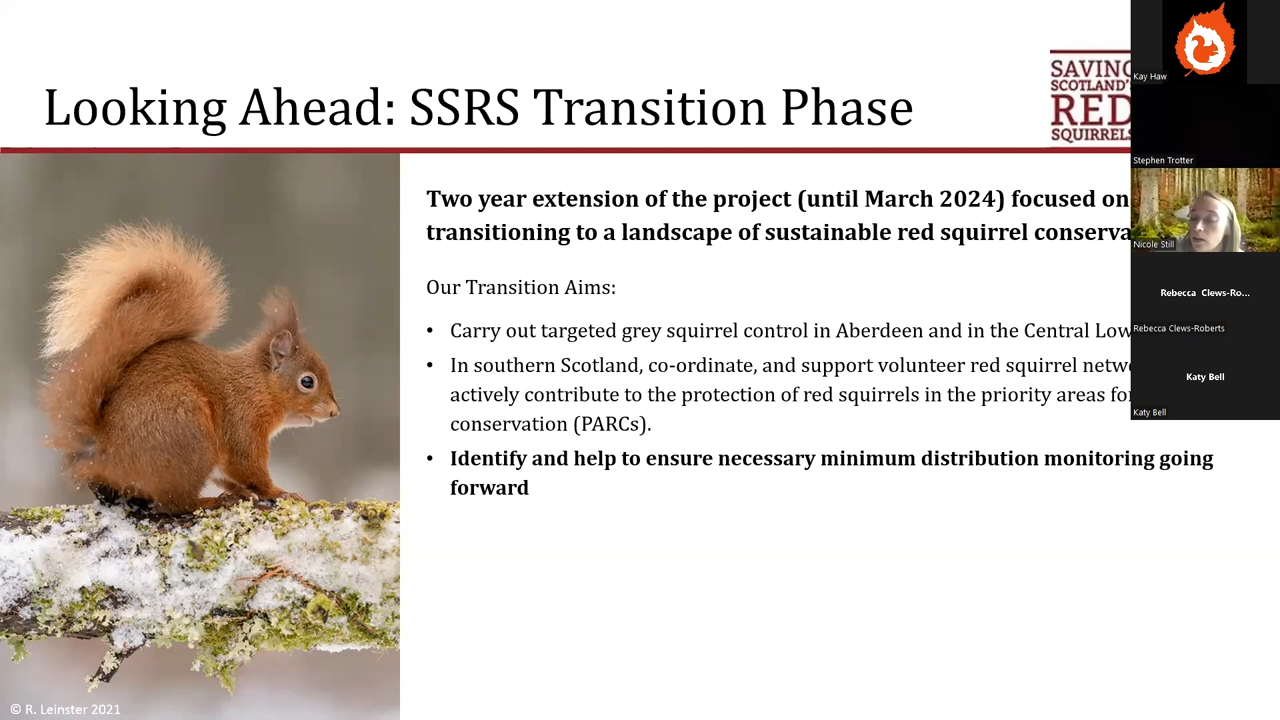 Looking Ahead: SSRS Transition Phase
SAVING
SCOTLAND'S
RED
SQUIRRELS
Two year extension of the project (until March 2024) focused on
transitioning to a landscape of sustainable red squirrel conserva
Our Transition Aims:
• Carry out targeted grey squirrel control in Aberdeen and in the Central Low
• In southern Scotland, co-ordinate, and support volunteer red squirrel netwo
actively contribute to the protection of red squirrels in the priority areas for
conservation (PARCs).
• Identify and help to ensure necessary minimum distribution monitoring going
forward
© R. Leinster 2021
Kay Haw
Stephen Trotter
Nicole Still
Rebecca Clews-Ro...
Rebecca Clews-Roberts
Katy Bell
Katy Bell